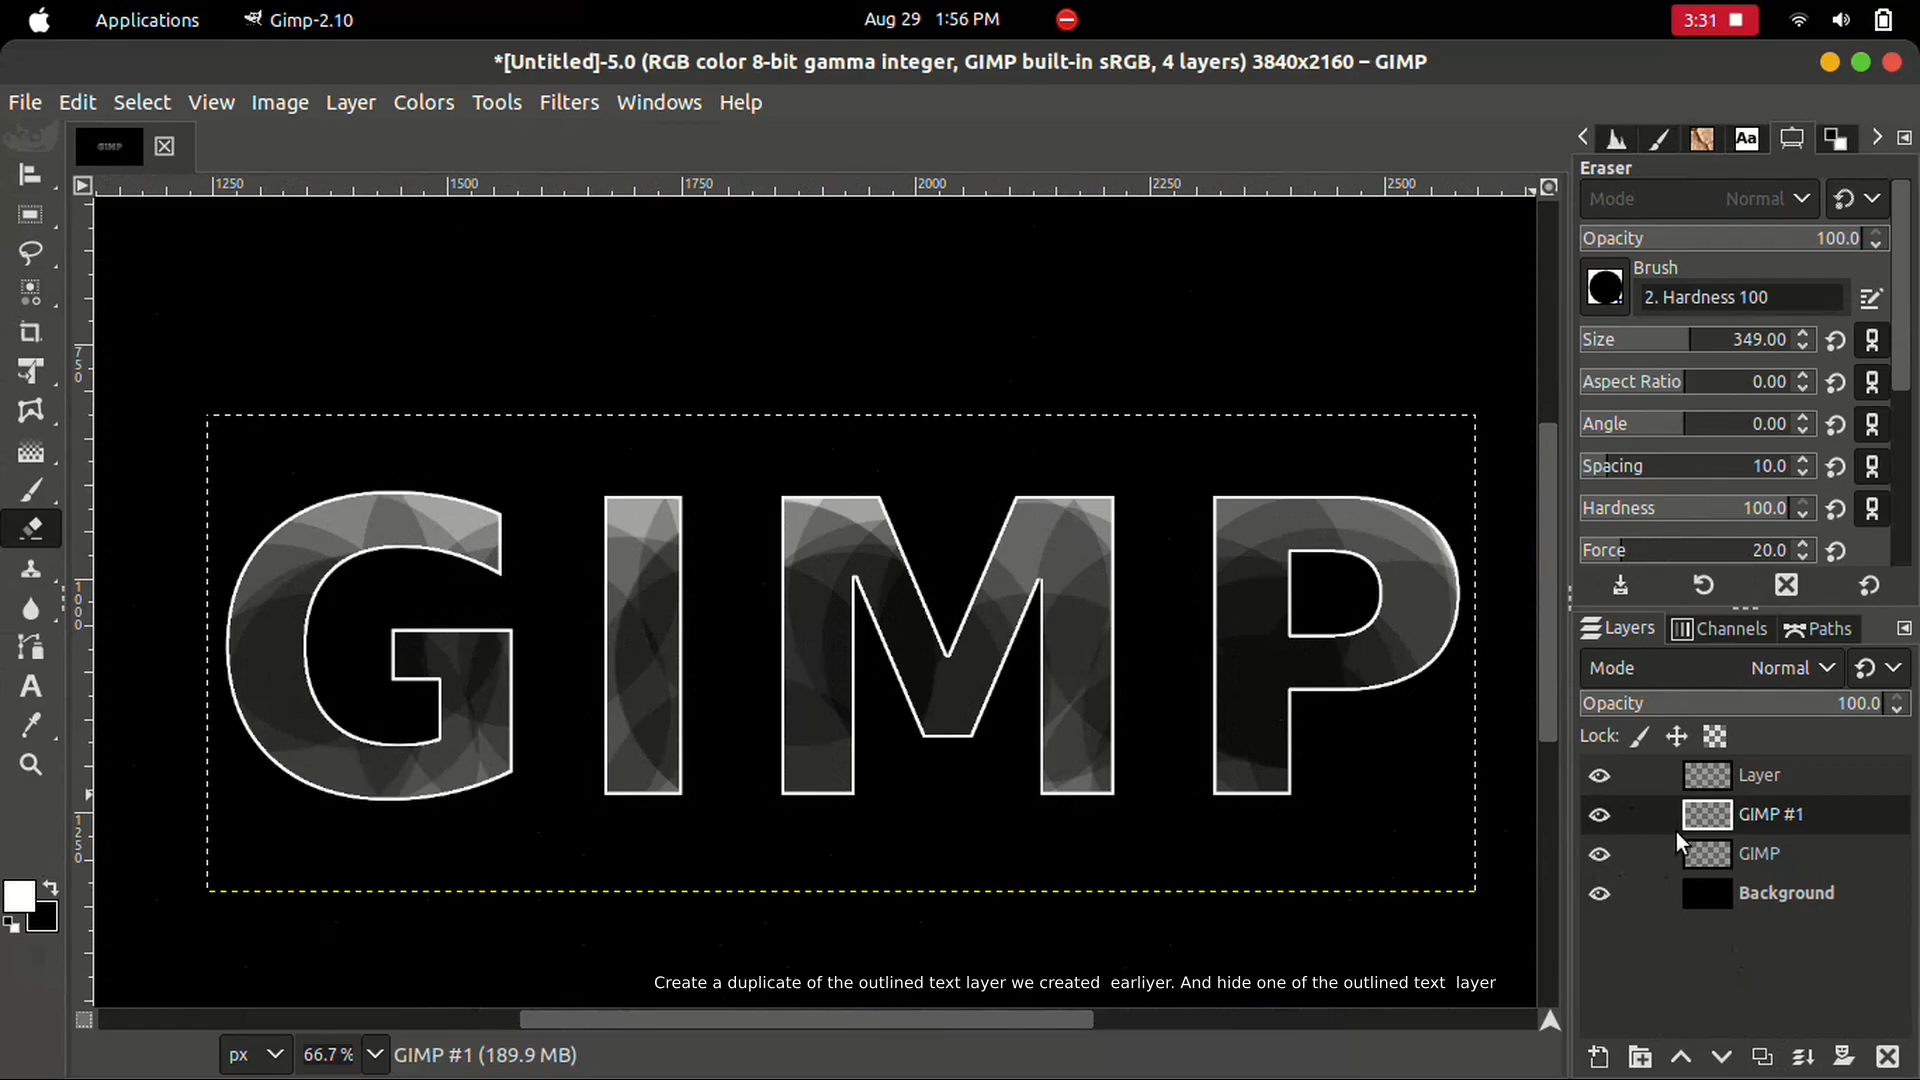 Applications Gimp-2.10 Aug 29 1:56 PM 3:31
*[Untitled]-5.0 (RGB color 8-bit gamma integer, GIMP built-in sRGB, 4 layers) 3840x2160 – GIMP
File Edit Select View Image Layer Colors Tools Filters Windows Help
GIMP
Aa
Eraser
1250 1500 1750 2000 2250 2500
Mode Normal
Opacity 100.0
Brush
2. Hardness 100
Size 349.00
750
Aspect Ratio 0.00
Angle 0.00
Spacing 10.0
Hardness 100.0
Force 20.0
GIMP
1000
Layers Channels Paths
Mode Normal
Opacity 100.0
Lock:
Layer
GIMP #1
1250
GIMP
Background
Create a duplicate of the outlined text layer we created earliyer. And hide one of the outlined text layer
px 66.7 % GIMP #1 (189.9 MB)